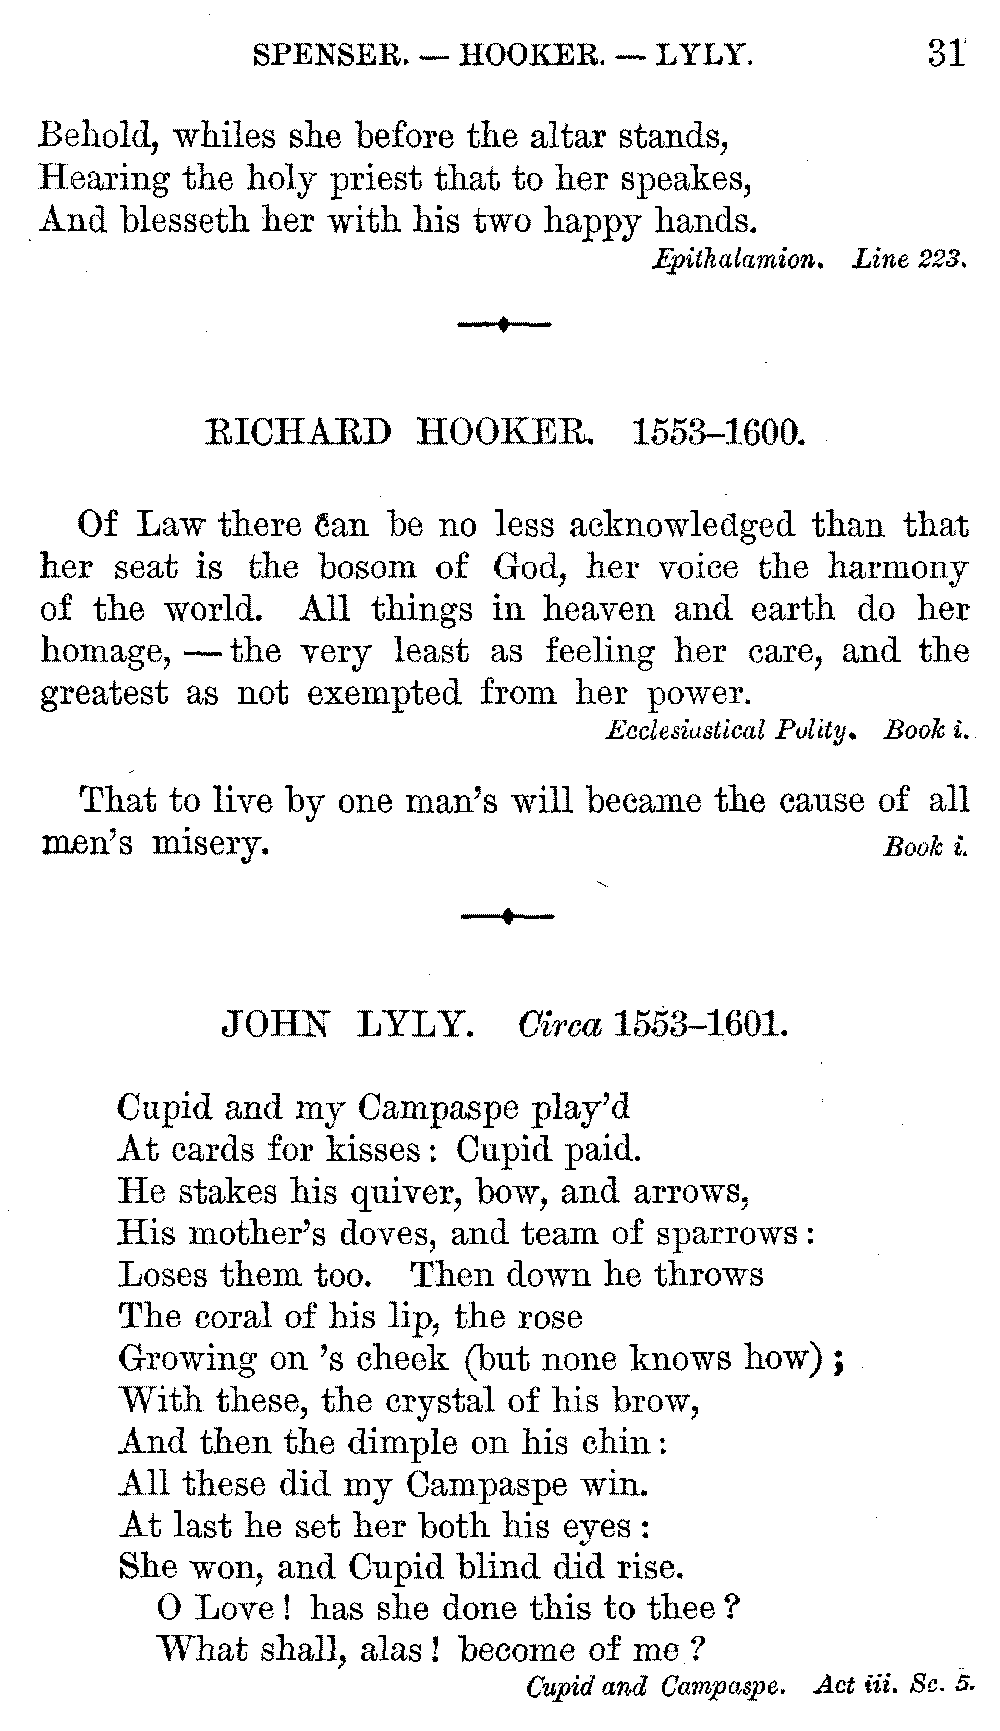 SPENSER. — HOOKER. — LYLY. 31
Behold, whiles she before the altar stands,
Hearing the holy priest that to her speakes,
And blesseth her with his two happy hands.
Epithalamion. Line 223.
RICHARD HOOKER. 1553–1600.
Of Law there can be no less acknowledged than that
her seat is the bosom of God, her voice the harmony
of the world. All things in heaven and earth do her
homage, — the very least as feeling her care, and the
greatest as not exempted from her power.
Ecclesiastical Polity. Book i.
That to live by one man's will became the cause of all
men's misery. Book i.
JOHN LYLY. Circa 1553–1601.
Cupid and my Campaspe play'd
At cards for kisses: Cupid paid.
He stakes his quiver, bow, and arrows,
His mother's doves, and team of sparrows:
Loses them too. Then down he throws
The coral of his lip, the rose
Growing on 's cheek (but none knows how);
With these, the crystal of his brow,
And then the dimple on his chin:
All these did my Campaspe win.
At last he set her both his eyes:
She won, and Cupid blind did rise.
O Love! has she done this to thee?
What shall, alas! become of me?
Cupid and Campaspe. Act iii. Sc. 5.